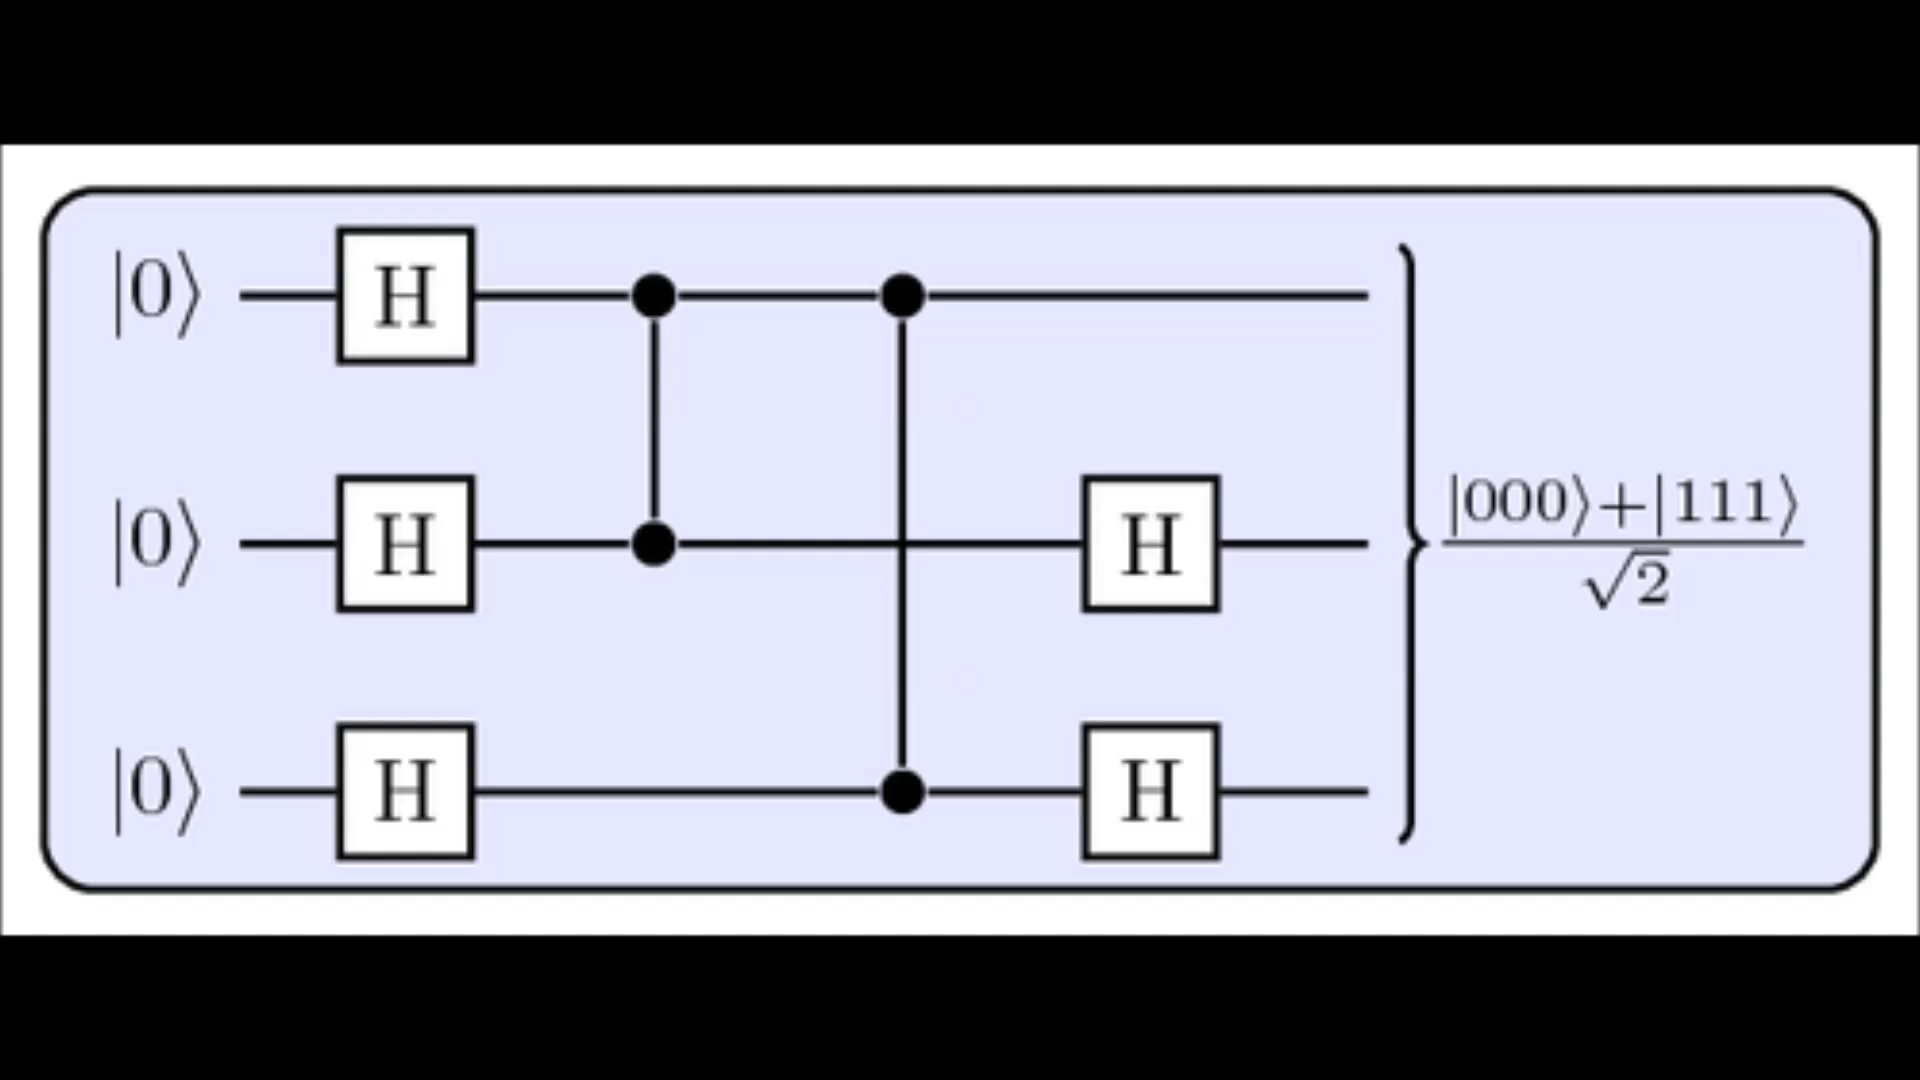 |0⟩ H
|0⟩ H H
|0⟩ H H
|000⟩+|111⟩
√2